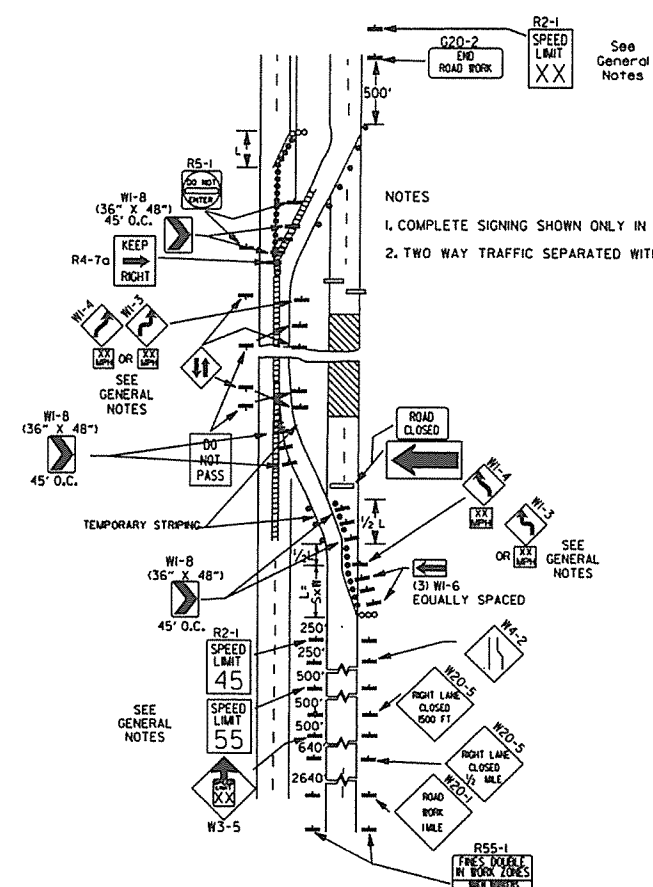 R2-1
SPEED
LIMIT
XX
See
General
Notes
G20-2
END
ROAD WORK
500'
L
R5-1
DO NOT
ENTER
W1-8
(36" X 48")
45' O.C.
R4-7a
KEEP
RIGHT
NOTES
1. COMPLETE SIGNING SHOWN ONLY IN
2. TWO WAY TRAFFIC SEPARATED WIT
W1-4
W1-3
XX
MPH
OR
XX
MPH
SEE
GENERAL
NOTES
W1-8
(36" X 48")
45' O.C.
DO
NOT
PASS
ROAD
CLOSED
W1-4
XX
MPH
W1-3
OR
XX
MPH
SEE
GENERAL
NOTES
TEMPORARY STRIPING
1/2 L
1/2 L
L=
SxW
W1-8
(36" X 48")
45' O.C.
(3) W1-6
EQUALLY SPACED
R2-1
SPEED
LIMIT
45
250'
250'
500'
500'
500'
640'
2640'
W4-2
SPEED
LIMIT
55
SEE
GENERAL
NOTES
W20-5
RIGHT LANE
CLOSED
1500 FT
W20-5
RIGHT LANE
CLOSED
1/2 MILE
LIMIT
XX
W3-5
W20-1
ROAD
WORK
1 MILE
R55-1
FINES DOUBLE
IN WORK ZONES